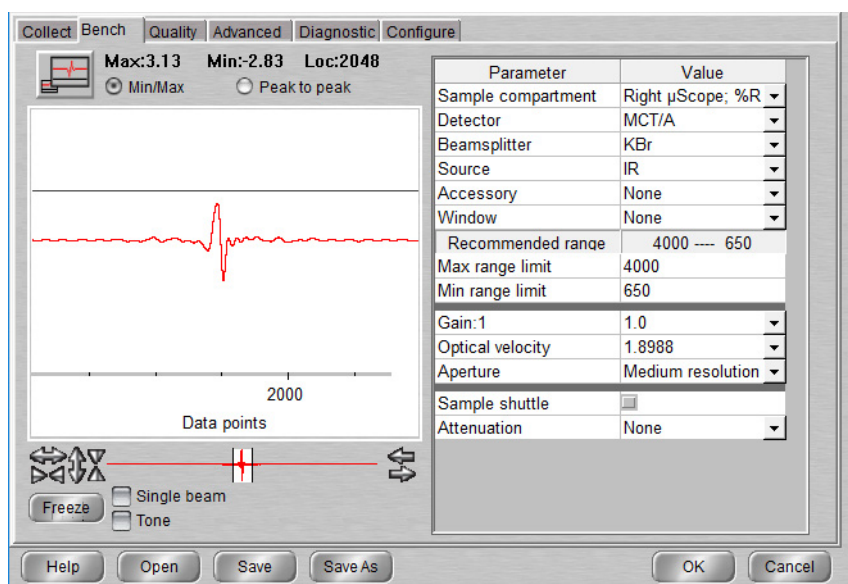 Collect Bench Quality Advanced Diagnostic Configure
Max:3.13 Min:-2.83 Loc:2048
Min/Max Peak to peak
2000
Data points
Freeze
Single beam
Tone
Parameter Value
Sample compartment Right µScope; %R
Detector MCT/A
Beamsplitter KBr
Source IR
Accessory None
Window None
Recommended range 4000 ---- 650
Max range limit 4000
Min range limit 650
Gain:1 1.0
Optical velocity 1.8988
Aperture Medium resolution
Sample shuttle
Attenuation None
Help Open Save Save As OK Cancel